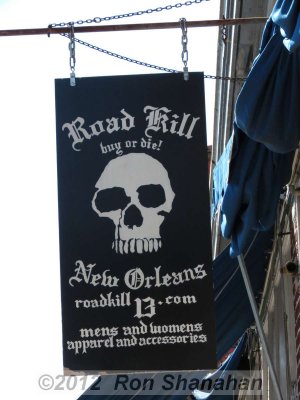 Road Kill
buy or die!
New Orleans
roadkill
13.com
mens and womens
apparel and accessories
©2012 Ron Shanahan